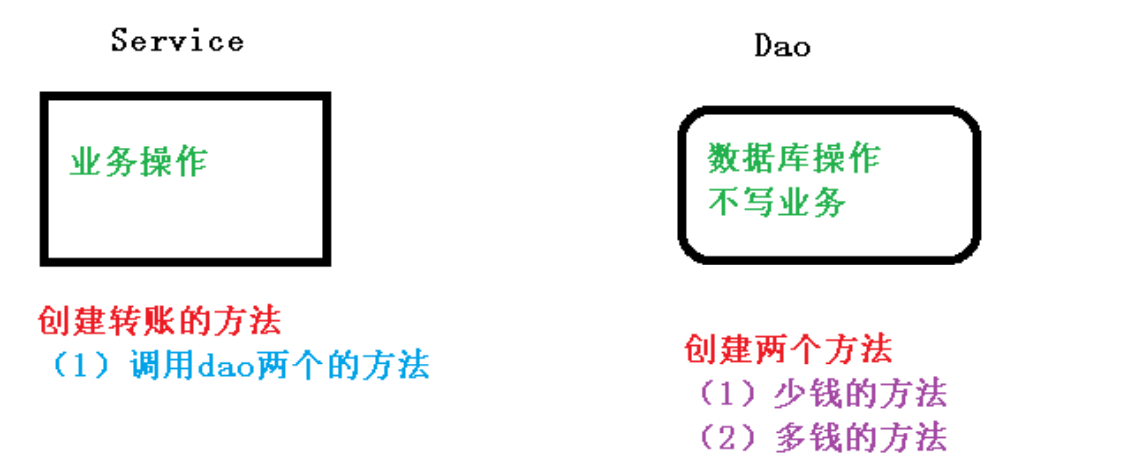 Service
业务操作
创建转账的方法
（1）调用dao两个的方法
Dao
数据库操作
不写业务
创建两个方法
（1）少钱的方法
（2）多钱的方法